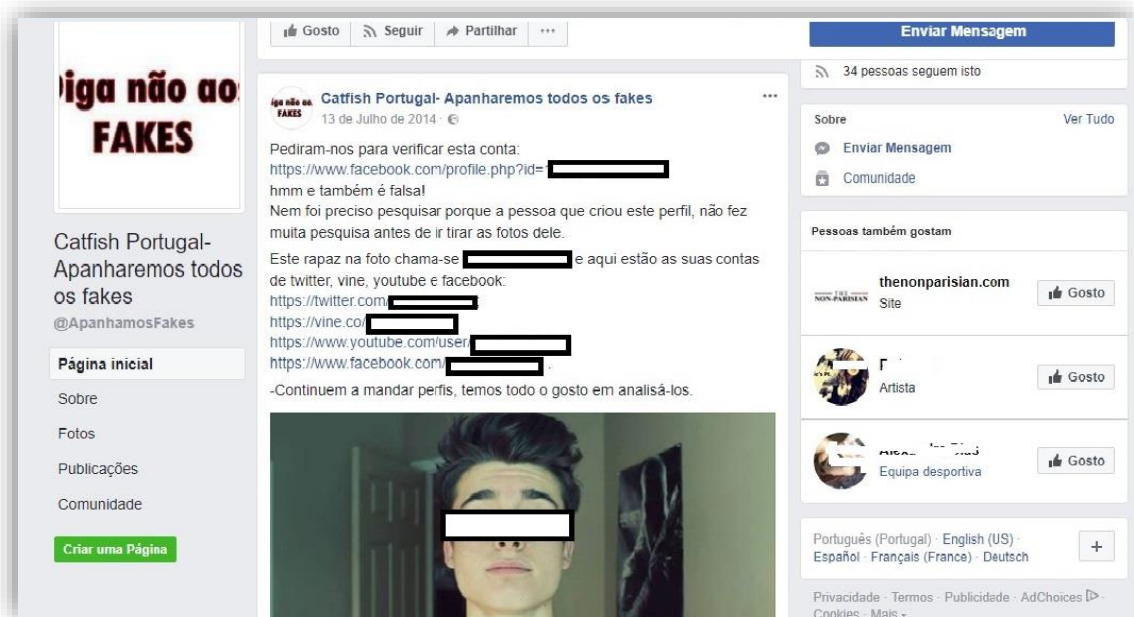 Diga não aos
FAKES
Catfish Portugal-
Apanharemos todos
os fakes
@ApanhamosFakes
Página inicial
Sobre
Fotos
Publicações
Comunidade
Criar uma Página
Gosto
Seguir
Partilhar
Catfish Portugal- Apanharemos todos os fakes
13 de Julho de 2014 ·
Pediram-nos para verificar esta conta:
https://www.facebook.com/profile.php?id=
hmm e também é falsa!
Nem foi preciso pesquisar porque a pessoa que criou este perfil, não fez
muita pesquisa antes de ir tirar as fotos dele.
Este rapaz na foto chama-se e aqui estão as suas contas
de twitter, vine, youtube e facebook:
https://twitter.com/
https://vine.co/
https://www.youtube.com/user/
https://www.facebook.com/ .
-Continuem a mandar perfis, temos todo o gosto em analisá-los.
Enviar Mensagem
34 pessoas seguem isto
Sobre Ver Tudo
Enviar Mensagem
Comunidade
Pessoas também gostam
THE
NON-PARISIAN
thenonparisian.com
Site
Gosto
Artista
Gosto
Equipa desportiva
Gosto
Português (Portugal) · English (US) ·
Español · Français (France) · Deutsch
+
Privacidade · Termos · Publicidade · AdChoices ·
Cookies · Mais